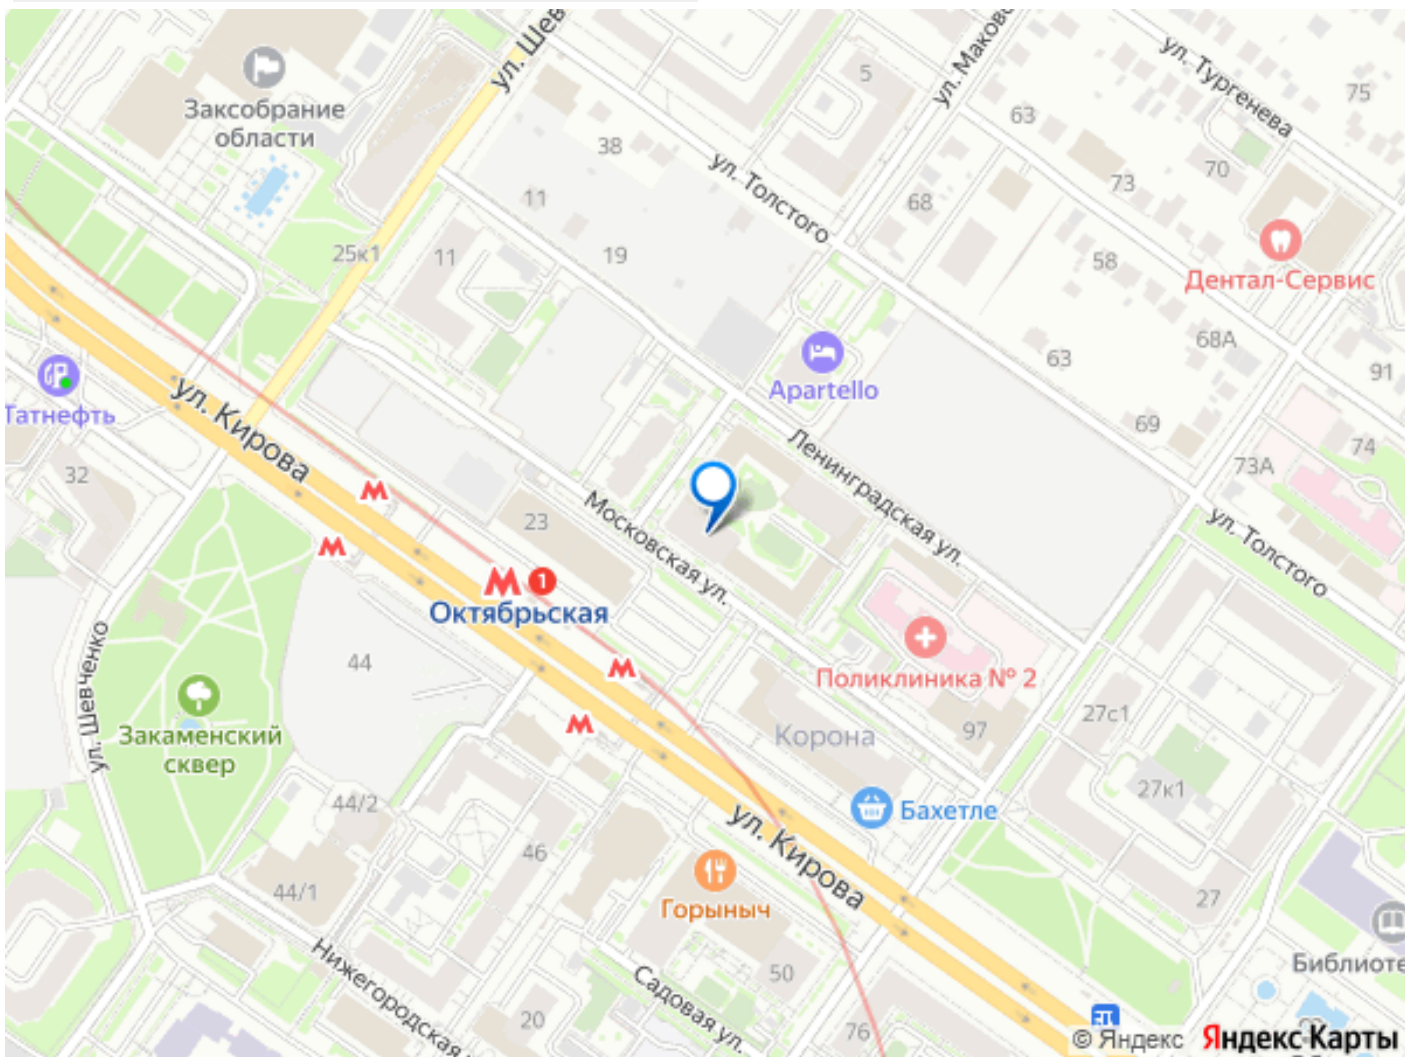 ул. Шев
ул. Маковс
ул. Тургенева
75
5
63
Заксобрание
области
38
ул. Толстого
70
73
68
11
19
25к1
11
58
Дентал-Сервис
68А
63
91
Apartello
Татнефть
ул. Кирова
69
Ленинградская ул.
74
73А
32
Московская ул.
23
ул. Толстого
1
Октябрьская
ул. Шевченко
44
Поликлиника № 2
27с1
97
Закаменский
сквер
Корона
27к1
44/2
Бахетле
ул. Кирова
46
44/1
Горыныч
27
Нижегородская
Садовая ул.
50
Библиоте
20
76
© Яндекс Яндекс Карты